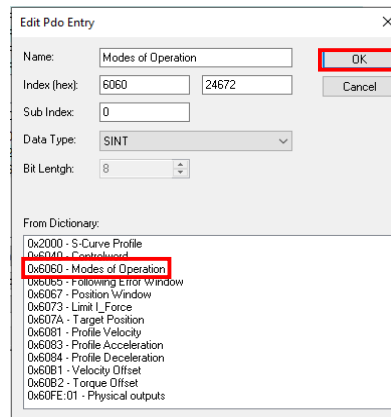 Edit Pdo Entry
Name: Modes of Operation OK
Index (hex): 6060 24672 Cancel
Sub Index: 0
Data Type: SINT
Bit Lentgh: 8
From Dictionary:
0x2000 - S-Curve Profile
0x6040 - Controlword
0x6060 - Modes of Operation
0x6065 - Following Error Window
0x6067 - Position Window
0x6073 - Limit I_Force
0x607A - Target Position
0x6081 - Profile Velocity
0x6083 - Profile Acceleration
0x6084 - Profile Deceleration
0x60B1 - Velocity Offset
0x60B2 - Torque Offset
0x60FE:01 - Physical outputs